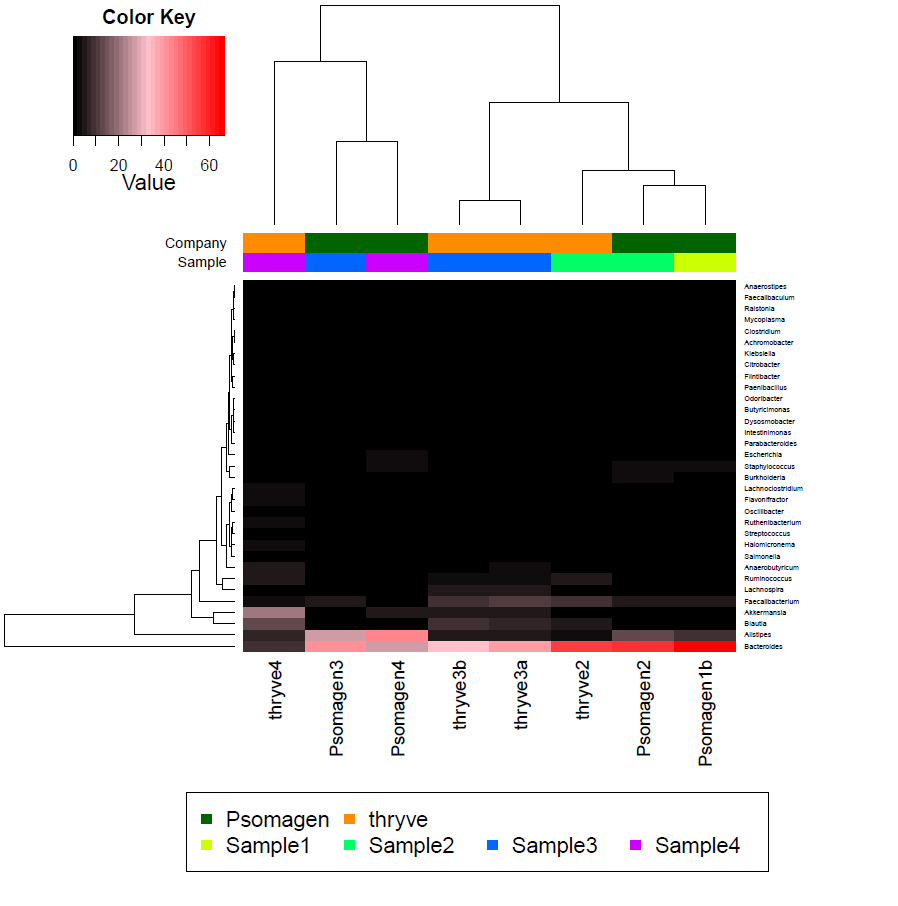 Color Key
0 20 40 60
Value
Company
Sample
Anaerostipes
Faecalibaculum
Ralstonia
Mycoplasma
Clostridium
Achromobacter
Klebsiella
Citrobacter
Flintibacter
Paenibacillus
Odoribacter
Butyricimonas
Dysosmobacter
Intestinimonas
Parabacteroides
Escherichia
Staphylococcus
Burkholderia
Lachnoclostridium
Flavonifractor
Oscillibacter
Ruthenibacterium
Streptococcus
Halomicronema
Salmonella
Anaerobutyricum
Ruminococcus
Lachnospira
Faecalibacterium
Akkermansia
Blautia
Alistipes
Bacteroides
thryve4
Psomagen3
Psomagen4
thryve3b
thryve3a
thryve2
Psomagen2
Psomagen1b
Psomagen thryve
Sample1 Sample2 Sample3 Sample4